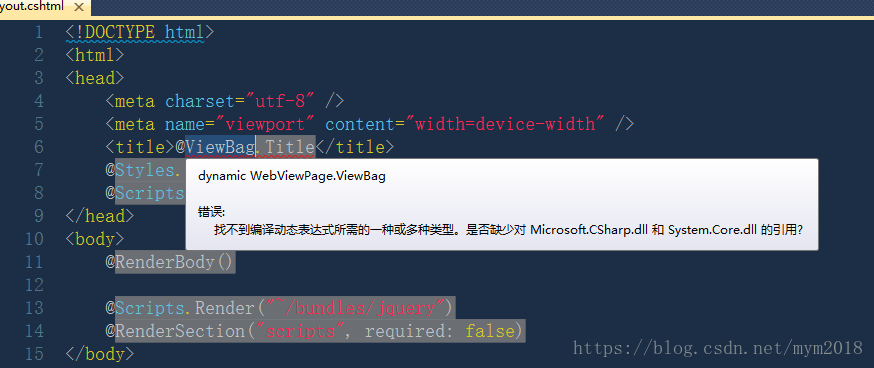 yout.cshtml ×
1 <!DOCTYPE html>
2 <html>
3 <head>
4 <meta charset="utf-8" />
5 <meta name="viewport" content="width=device-width" />
6 <title>@ViewBag.Title</title>
7 @Styles.
dynamic WebViewPage.ViewBag
8 @Scripts
错误:
9 </head>
找不到编译动态表达式所需的一种或多种类型。是否缺少对 Microsoft.CSharp.dll 和 System.Core.dll 的引用?
10 <body>
11 @RenderBody()
12
13 @Scripts.Render("~/bundles/jquery")
14 @RenderSection("scripts", required: false)
15 </body>
https://blog.csdn.net/mym2018